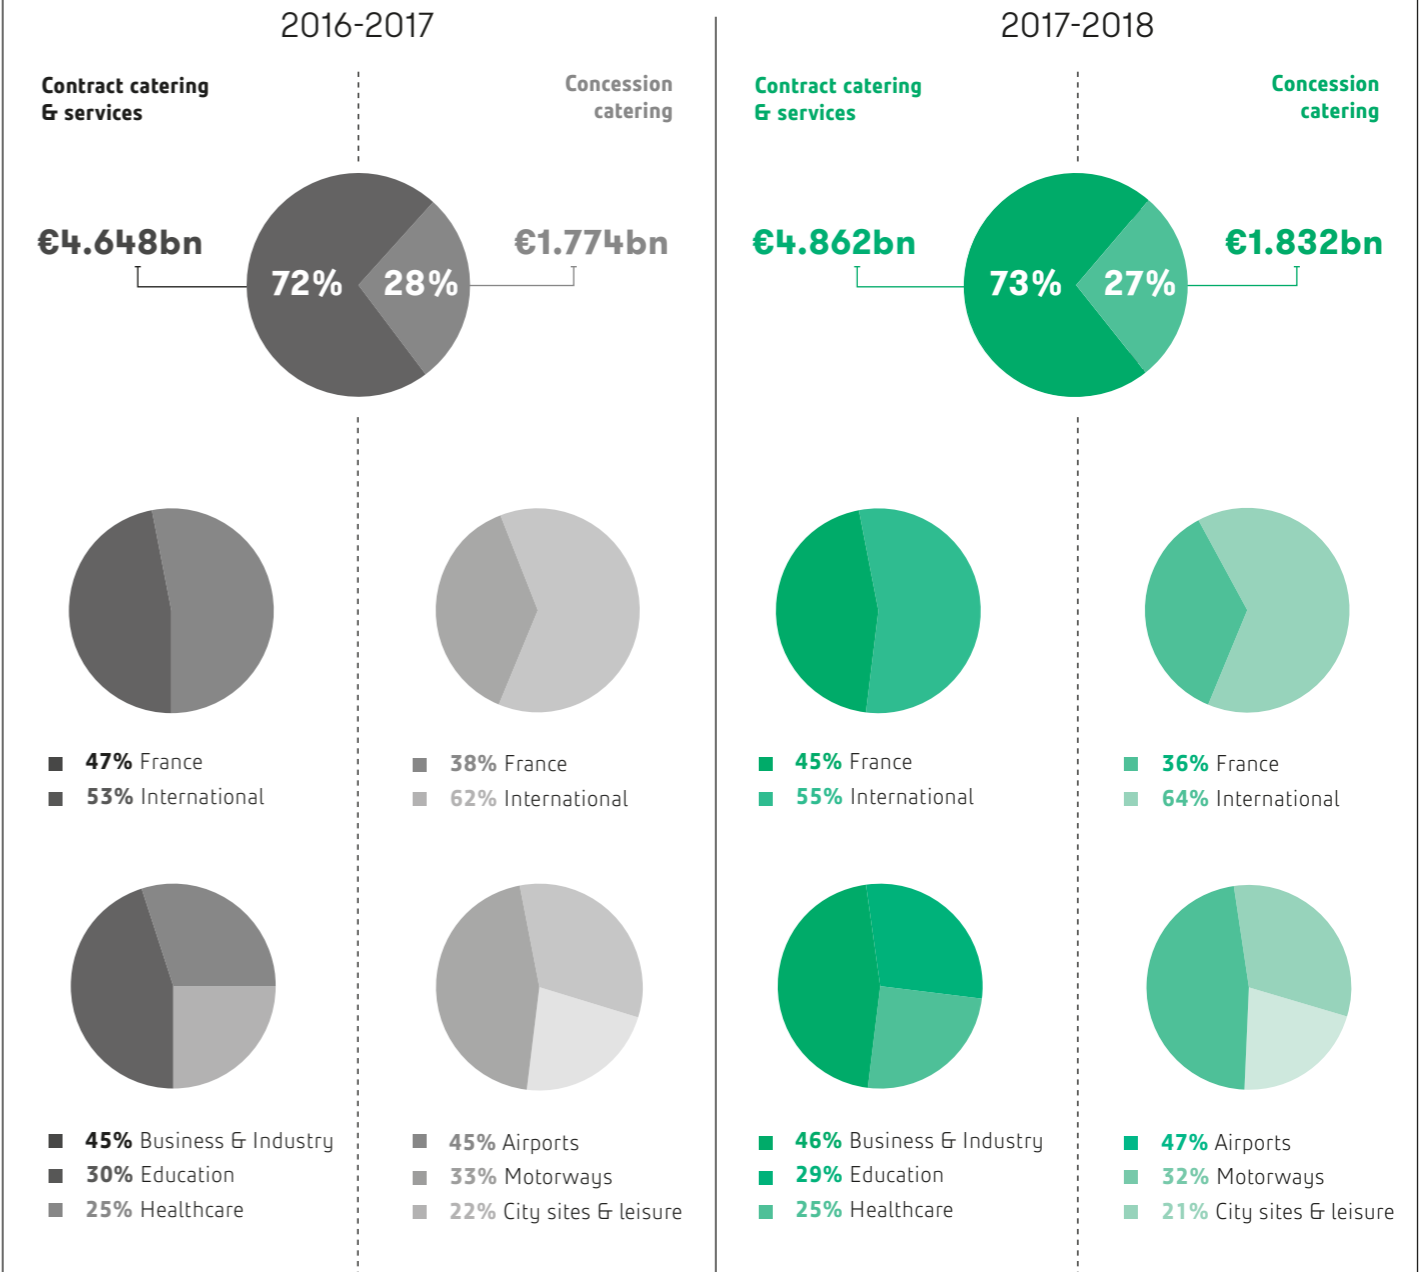 2016-2017
Contract catering
& services
Concession
catering
€4.648bn
€1.774bn
72%
28%
47% France
53% International
38% France
62% International
45% Business & Industry
30% Education
25% Healthcare
45% Airports
33% Motorways
22% City sites & leisure
2017-2018
Contract catering
& services
Concession
catering
€4.862bn
€1.832bn
73%
27%
45% France
55% International
36% France
64% International
46% Business & Industry
29% Education
25% Healthcare
47% Airports
32% Motorways
21% City sites & leisure